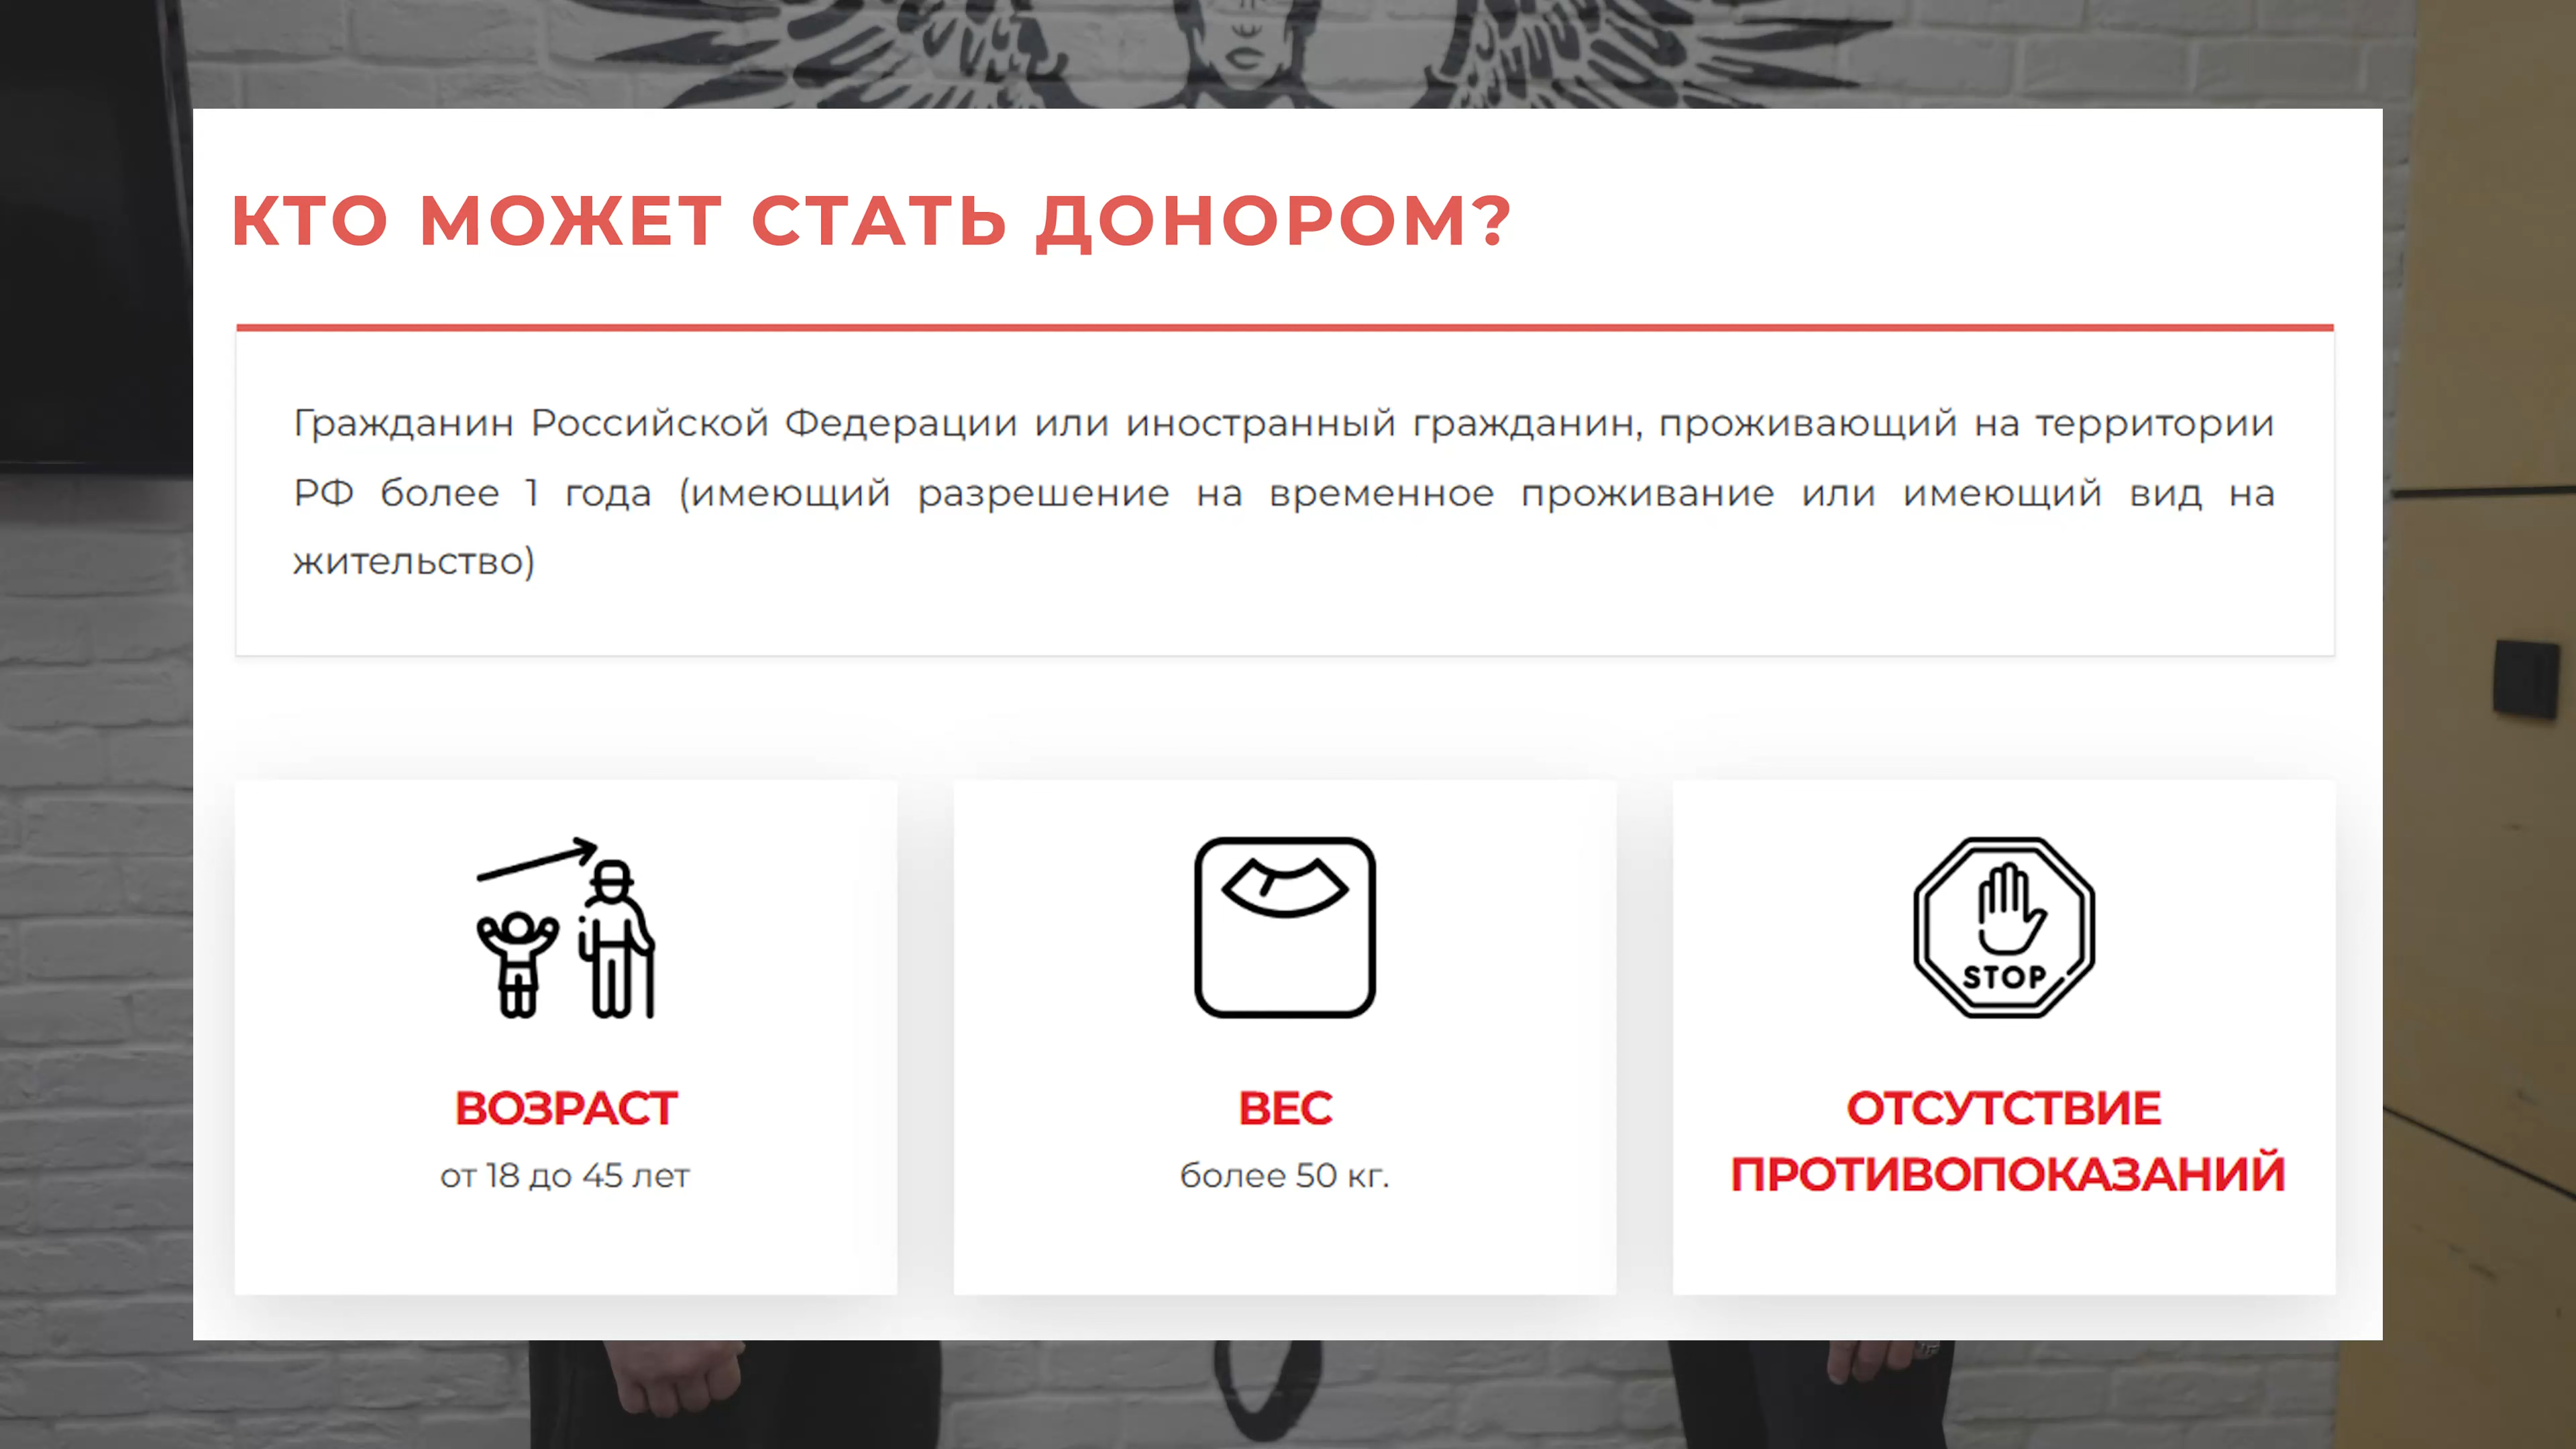 КТО МОЖЕТ СТАТЬ ДОНОРОМ?
Гражданин Российской Федерации или иностранный гражданин, проживающий на территории
РФ более 1 года (имеющий разрешение на временное проживание или имеющий вид на
жительство)
STOP
ВОЗРАСТ
от 18 до 45 лет
ВЕС
более 50 кг.
ОТСУТСТВИЕ
ПРОТИВОПОКАЗАНИЙ